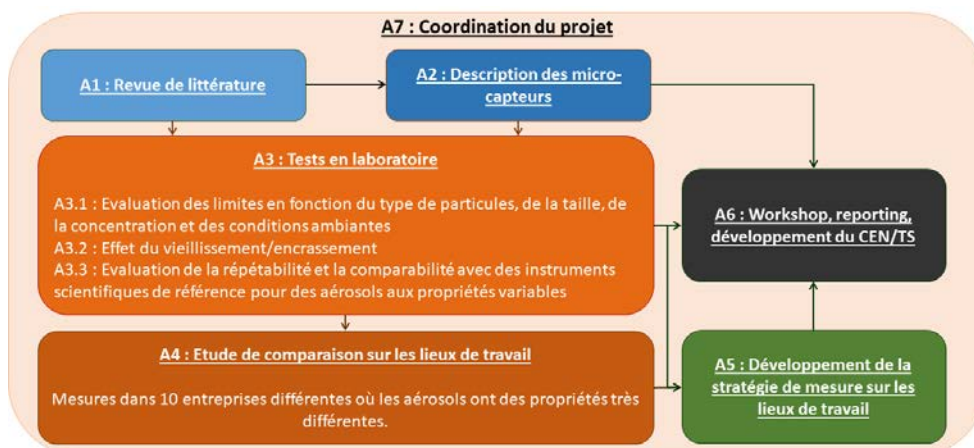 A7 : Coordination du projet
A1 : Revue de littérature
A2 : Description des micro-
capteurs
A3 : Tests en laboratoire
A3.1 : Evaluation des limites en fonction du type de particules, de la taille, de
la concentration et des conditions ambiantes
A3.2 : Effet du vieillissement/encrassement
A3.3 : Evaluation de la répétabilité et la comparabilité avec des instruments
scientifiques de référence pour des aérosols aux propriétés variables
A6 : Workshop, reporting,
développement du CEN/TS
A4 : Etude de comparaison sur les lieux de travail
Mesures dans 10 entreprises différentes où les aérosols ont des propriétés très
différentes.
A5 : Développement de la
stratégie de mesure sur les
lieux de travail